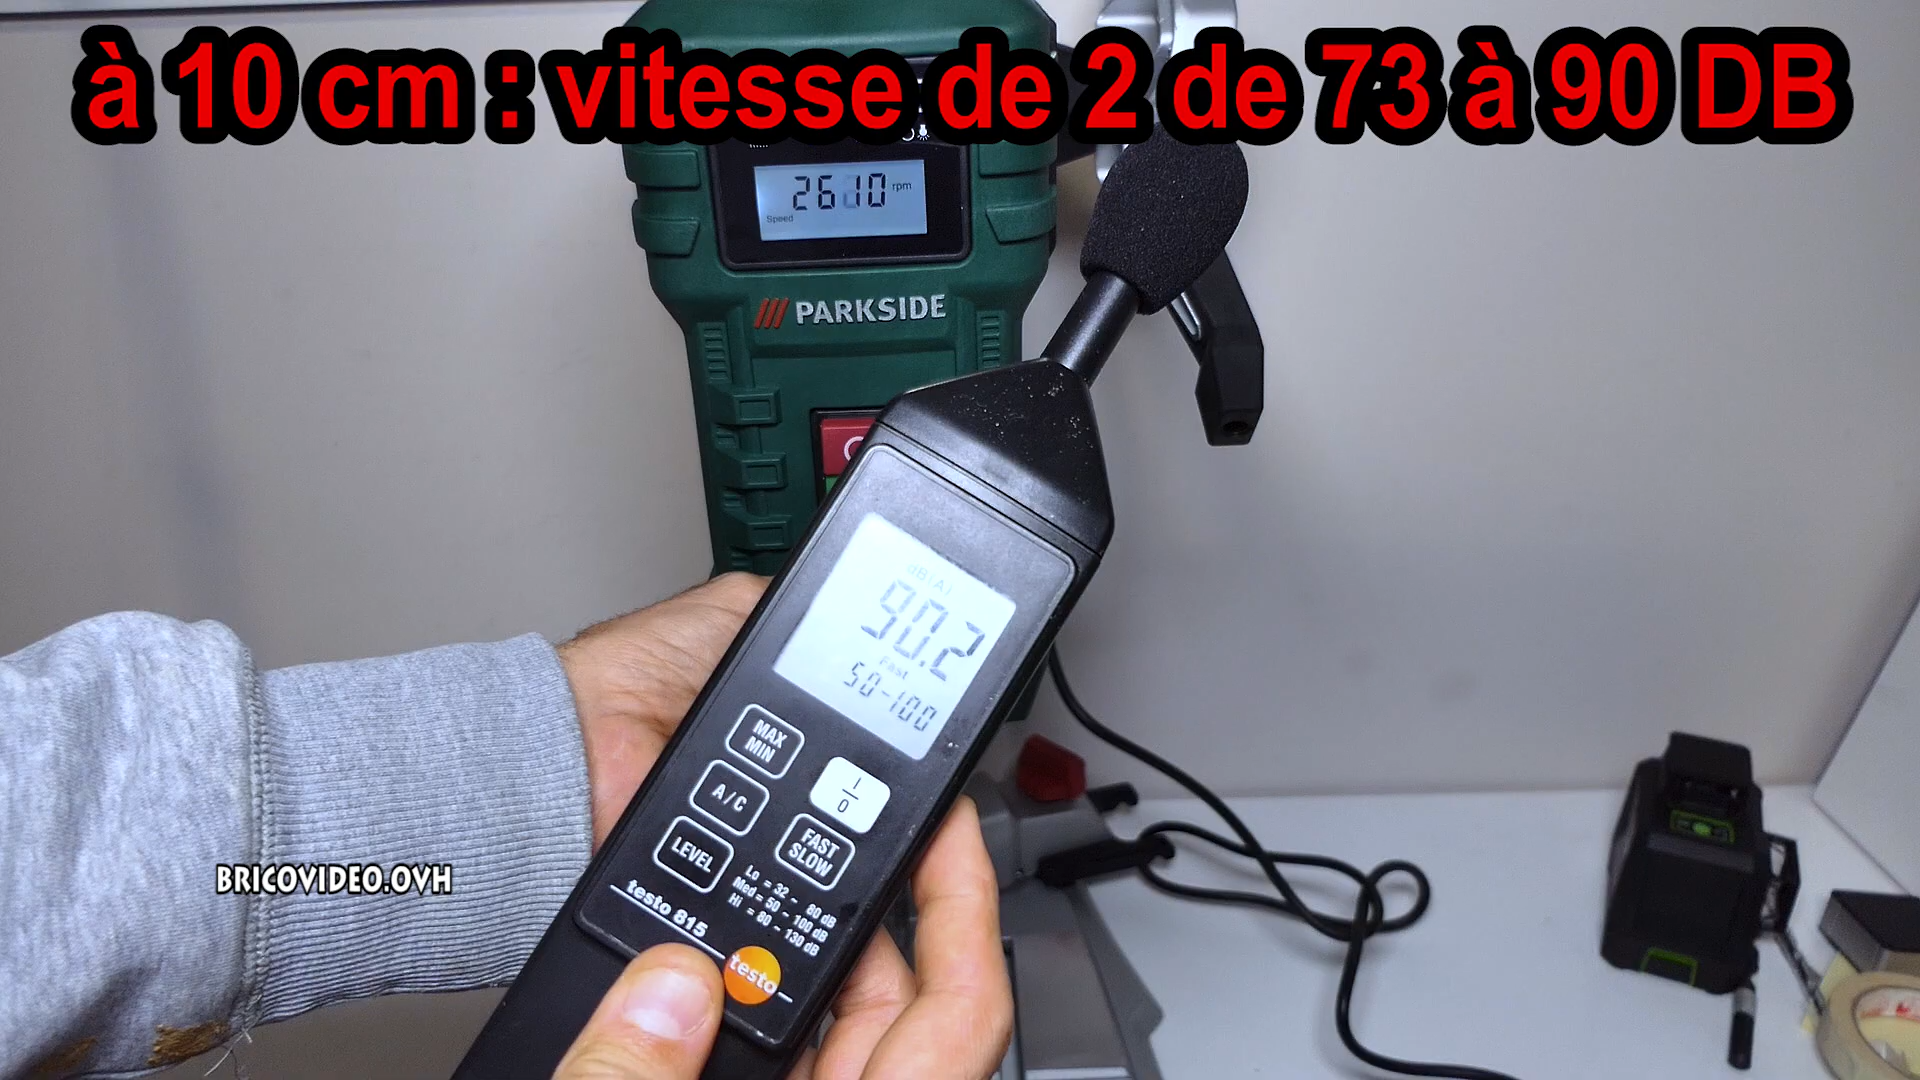 à 10 cm : vitesse de 2 de 73 à 90 DB
2610 rpm
Speed
PARKSIDE
dB(A)
90.2
Fast
50-100
MAX
MIN
I
0
A/C
FAST
SLOW
LEVEL
Lo = 32 - 80 dB
Med = 50 - 100 dB
Hi = 80 - 130 dB
testo 815
testo
BRICOVIDEO.OVH